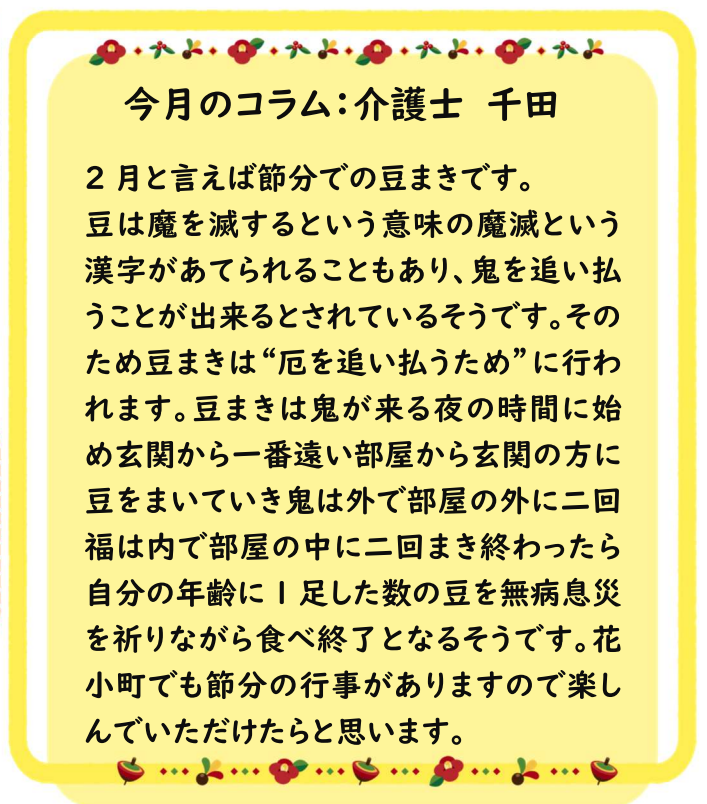 今月のコラム：介護士　千田
２月と言えば節分での豆まきです。
豆は魔を滅するという意味の魔滅という
漢字があてられることもあり、鬼を追い払
うことが出来るとされているそうです。その
ため豆まきは“厄を追い払うため”に行わ
れます。豆まきは鬼が来る夜の時間に始
め玄関から一番遠い部屋から玄関の方に
豆をまいていき鬼は外で部屋の外に二回
福は内で部屋の中に二回まき終わったら
自分の年齢に１足した数の豆を無病息災
を祈りながら食べ終了となるそうです。花
小町でも節分の行事がありますので楽し
んでいただけたらと思います。